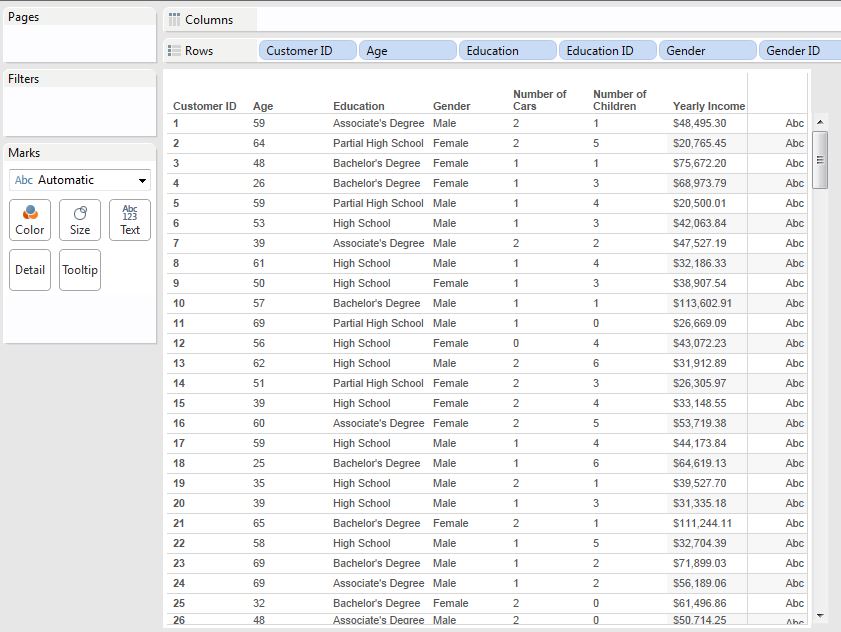 Pages
Columns
Rows Customer ID Age Education Education ID Gender Gender ID
Filters
Marks
Abc Automatic
Color Size Abc 123 Text
Detail Tooltip
Customer ID Age Education Gender Number of Cars Number of Children Yearly Income
1 59 Associate's Degree Male 2 1 $48,495.30 Abc
2 64 Partial High School Female 2 5 $20,765.45 Abc
3 48 Bachelor's Degree Female 1 1 $75,672.20 Abc
4 26 Bachelor's Degree Female 1 3 $68,973.79 Abc
5 59 Partial High School Male 1 4 $20,500.01 Abc
6 53 High School Male 1 3 $42,063.84 Abc
7 39 Associate's Degree Male 2 2 $47,527.19 Abc
8 61 High School Male 1 4 $32,186.33 Abc
9 50 High School Female 1 3 $38,907.54 Abc
10 57 Bachelor's Degree Male 1 1 $113,602.91 Abc
11 69 Partial High School Male 1 0 $26,669.09 Abc
12 56 High School Female 0 4 $43,072.23 Abc
13 62 High School Male 2 6 $31,912.89 Abc
14 51 Partial High School Female 2 3 $26,305.97 Abc
15 39 High School Female 2 4 $33,148.55 Abc
16 60 Associate's Degree Female 2 5 $53,719.38 Abc
17 59 High School Male 1 4 $44,173.84 Abc
18 25 Bachelor's Degree Male 1 6 $64,619.13 Abc
19 35 High School Male 2 1 $39,527.70 Abc
20 39 High School Male 1 3 $31,335.18 Abc
21 65 Bachelor's Degree Female 2 1 $111,244.11 Abc
22 58 High School Male 1 5 $32,704.39 Abc
23 69 Bachelor's Degree Male 1 2 $71,899.03 Abc
24 69 Associate's Degree Male 1 2 $56,189.06 Abc
25 32 Bachelor's Degree Female 2 0 $61,496.86 Abc
26 48 Associate's Degree Male 2 0 $50,714.25 Abc